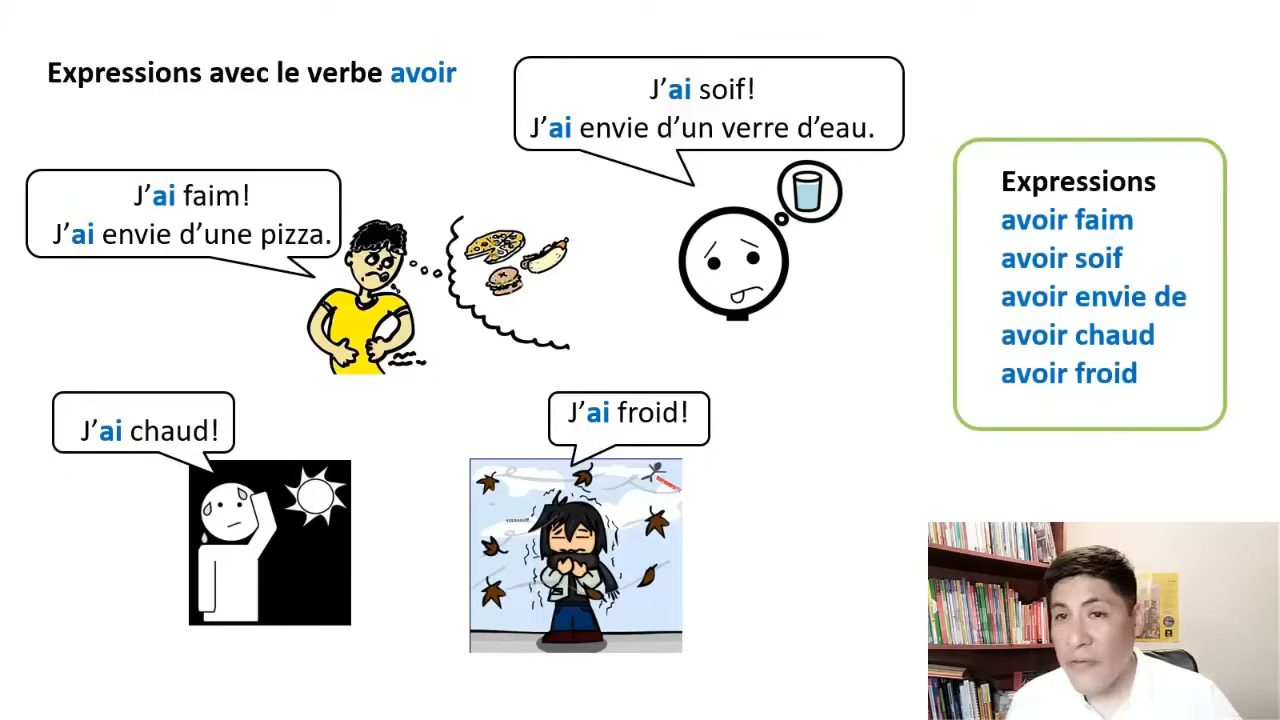 Expressions avec le verbe avoir
J'ai soif!
J'ai envie d'un verre d'eau.
J'ai faim!
J'ai envie d'une pizza.
Expressions
avoir faim
avoir soif
avoir envie de
avoir chaud
avoir froid
J'ai chaud!
J'ai froid!